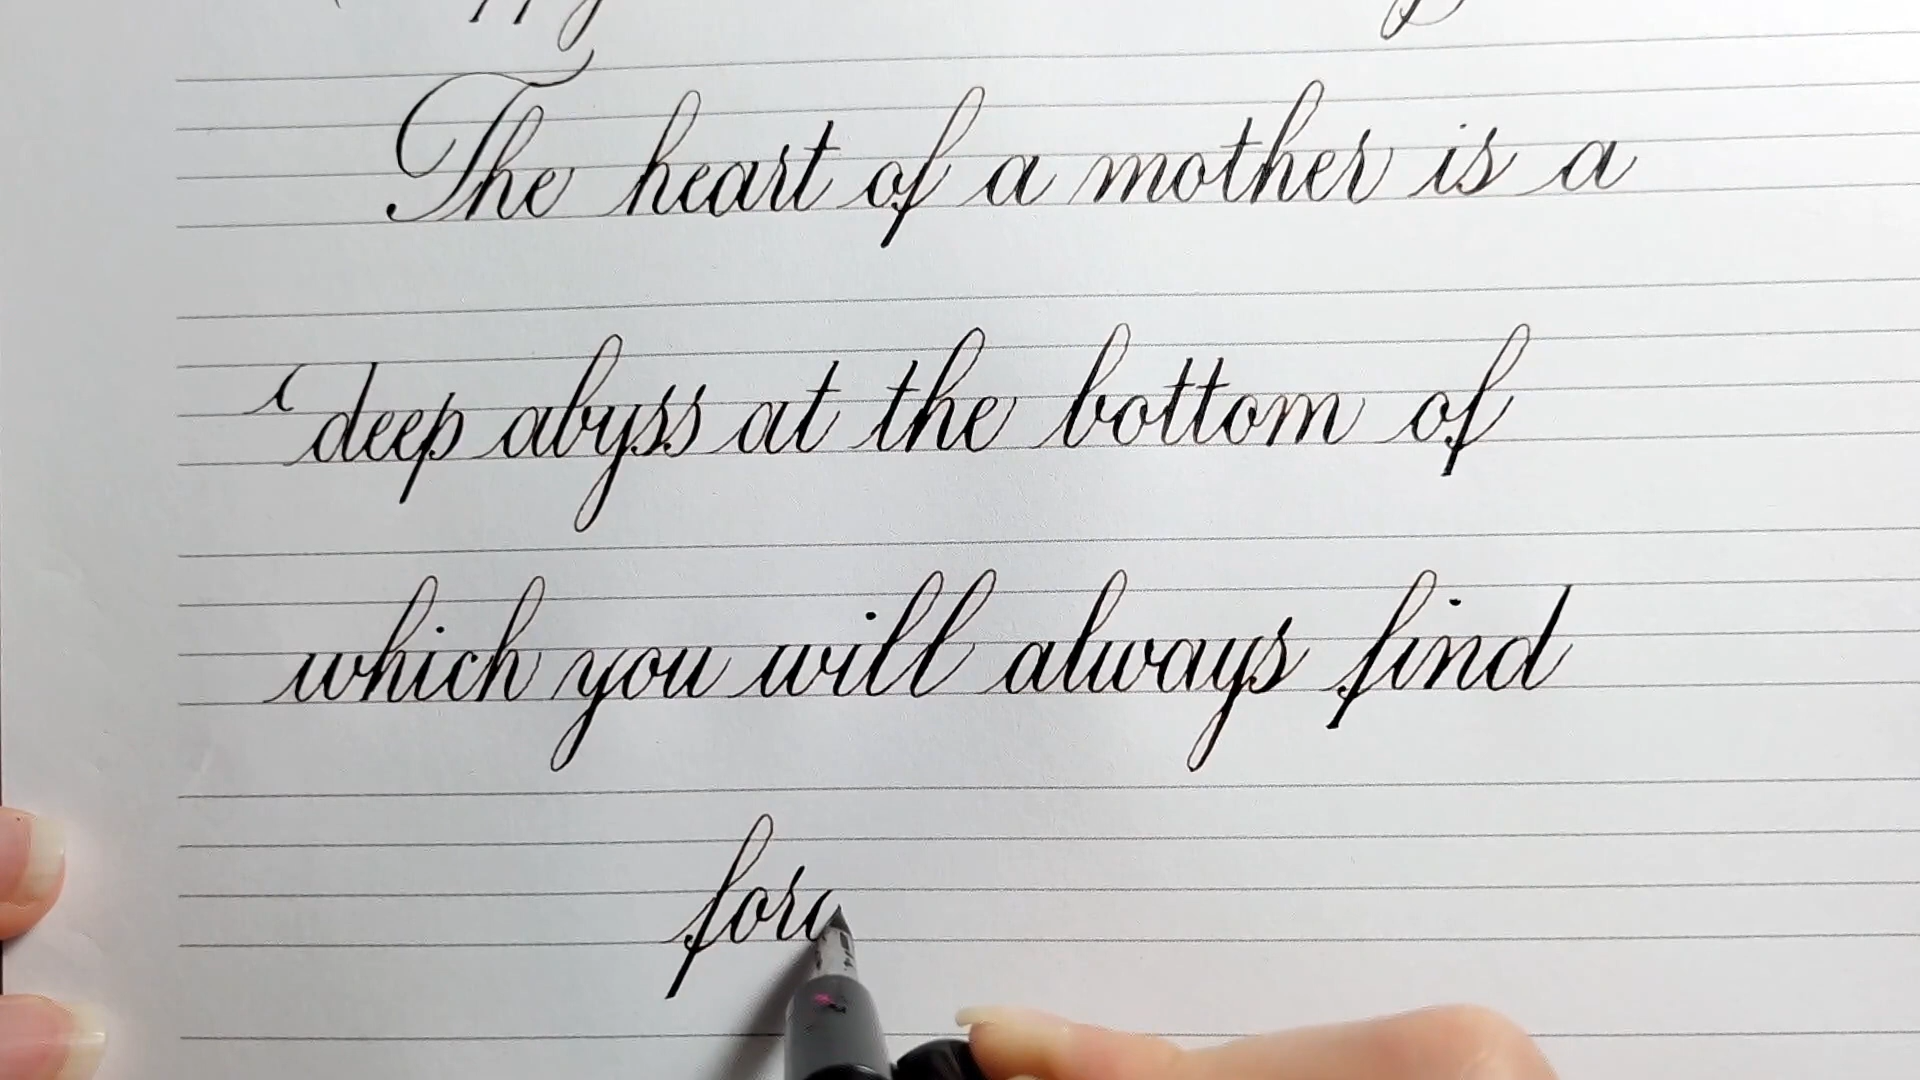 The heart of a mother is a
deep abyss at the bottom of
which you will always find
for